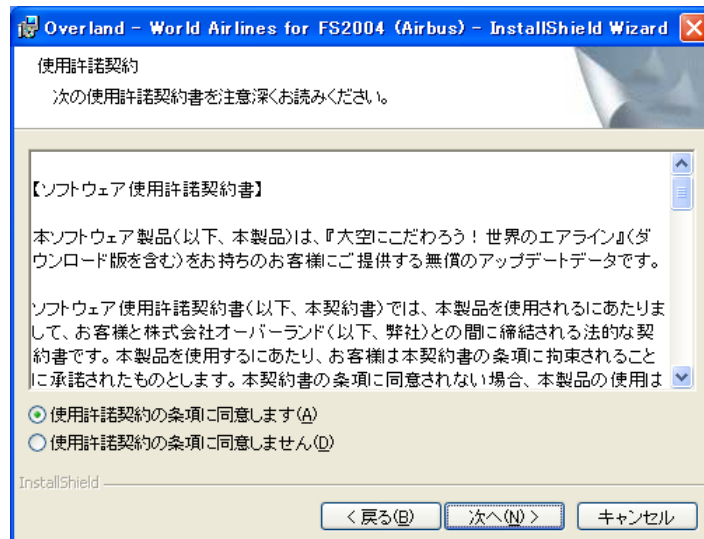 Overland – World Airlines for FS2004 (Airbus) – InstallShield Wizard
使用許諾契約
次の使用許諾契約書を注意深くお読みください。
【ソフトウェア使用許諾契約書】
本ソフトウェア製品（以下、本製品）は、『大空にこだわろう！世界のエアライン』（ダ
ウンロード版を含む）をお持ちのお客様にご提供する無償のアップデートデータです。
ソフトウェア使用許諾契約書（以下、本契約書）では、本製品を使用されるにあたりま
して、お客様と株式会社オーバーランド（以下、弊社）との間に締結される法的な契
約書です。本製品を使用するにあたり、お客様は本契約書の条項に拘束されること
に承諾されたものとします。本契約書の条項に同意されない場合、本製品の使用は
使用許諾契約の条項に同意します(A)
使用許諾契約の条項に同意しません(D)
InstallShield
< 戻る(B)
次へ(N) >
キャンセル